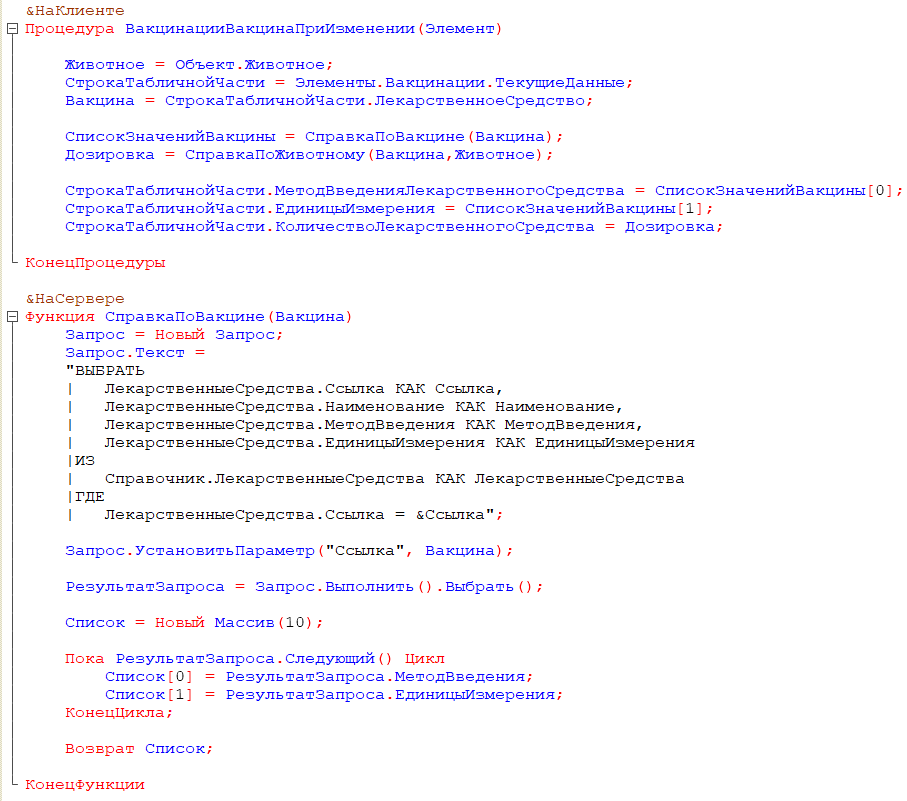 &НаКлиенте
Процедура ВакцинацииВакцинаПриИзменении(Элемент)
Животное = Объект.Животное;
СтрокаТабличнойЧасти = Элементы.Вакцинации.ТекущиеДанные;
Вакцина = СтрокаТабличнойЧасти.ЛекарственноеСредство;
СписокЗначенийВакцины = СправкаПоВакцине(Вакцина);
Дозировка = СправкаПоЖивотному(Вакцина,Животное);
СтрокаТабличнойЧасти.МетодВведенияЛекарственногоСредства = СписокЗначенийВакцины[0];
СтрокаТабличнойЧасти.ЕдиницыИзмерения = СписокЗначенийВакцины[1];
СтрокаТабличнойЧасти.КоличествоЛекарственногоСредства = Дозировка;
КонецПроцедуры
&НаСервере
Функция СправкаПоВакцине(Вакцина)
Запрос = Новый Запрос;
Запрос.Текст =
"ВЫБРАТЬ
|   ЛекарственныеСредства.Ссылка КАК Ссылка,
|   ЛекарственныеСредства.Наименование КАК Наименование,
|   ЛекарственныеСредства.МетодВведения КАК МетодВведения,
|   ЛекарственныеСредства.ЕдиницыИзмерения КАК ЕдиницыИзмерения
|ИЗ
|   Справочник.ЛекарственныеСредства КАК ЛекарственныеСредства
|ГДЕ
|   ЛекарственныеСредства.Ссылка = &Ссылка";
Запрос.УстановитьПараметр("Ссылка", Вакцина);
РезультатЗапроса = Запрос.Выполнить().Выбрать();
Список = Новый Массив(10);
Пока РезультатЗапроса.Следующий() Цикл
Список[0] = РезультатЗапроса.МетодВведения;
Список[1] = РезультатЗапроса.ЕдиницыИзмерения;
КонецЦикла;
Возврат Список;
КонецФункции